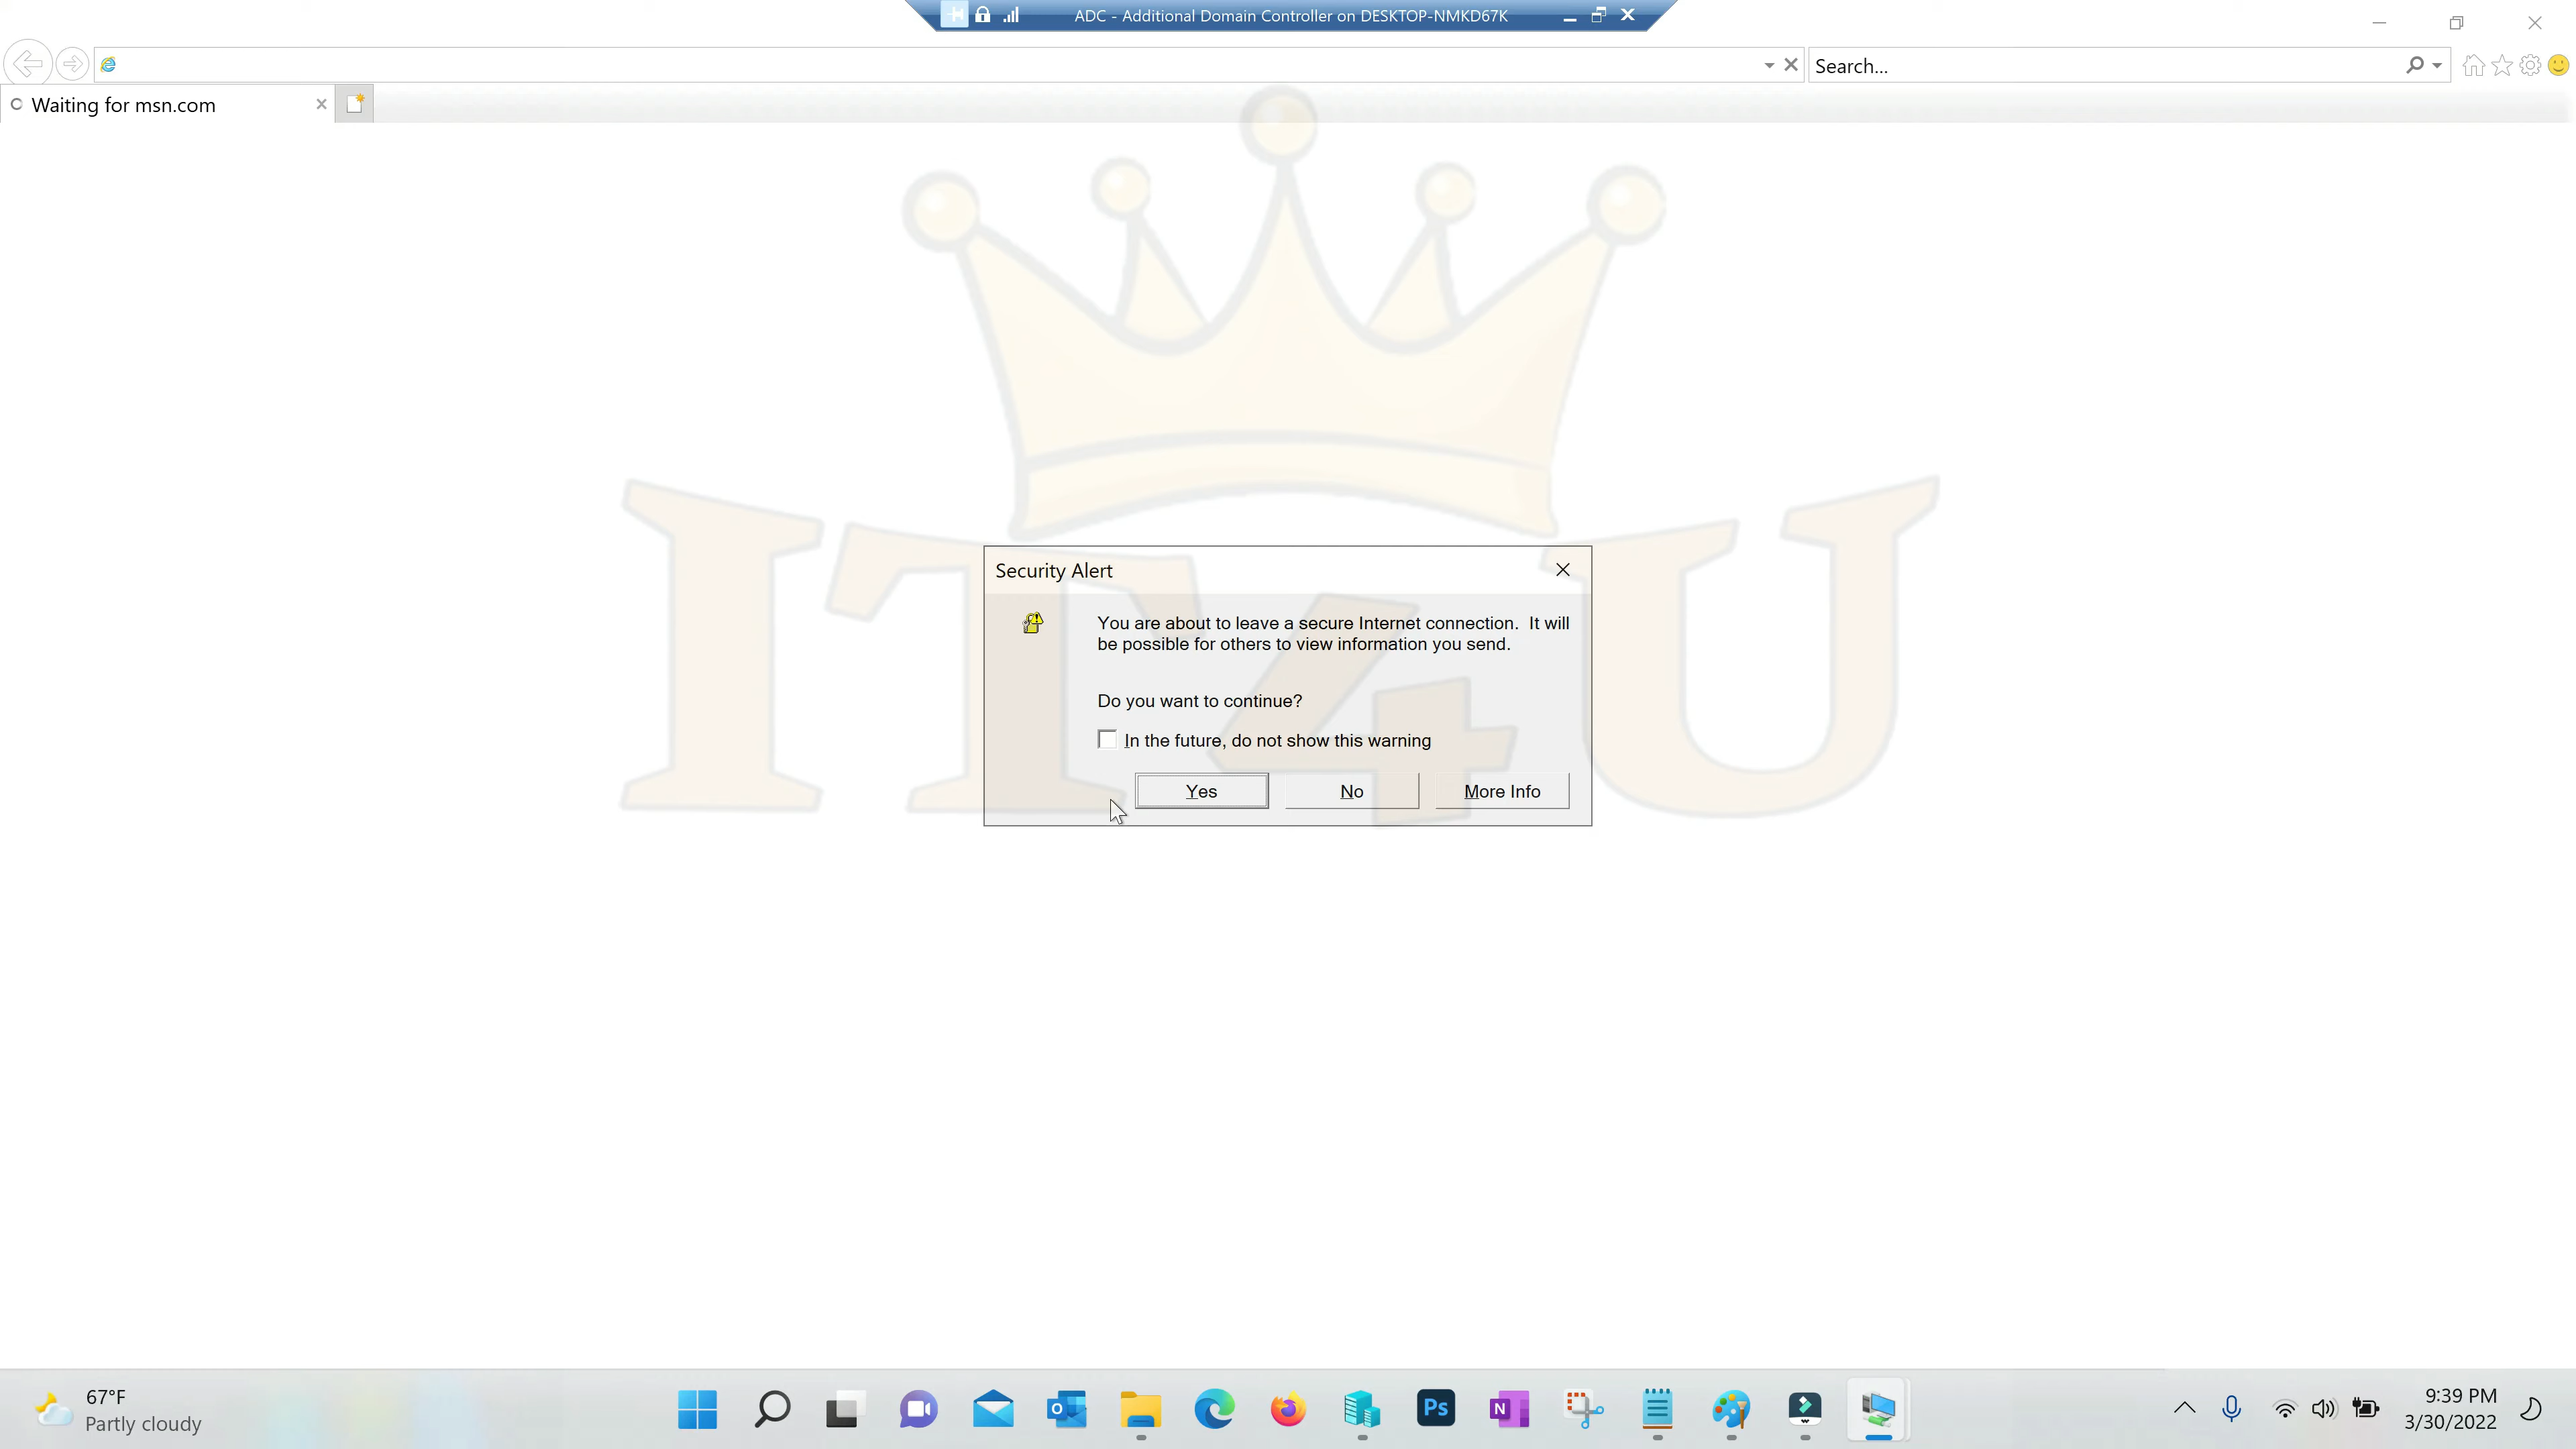 ADC - Additional Domain Controller on DESKTOP-NMKD67K
Search...
Waiting for msn.com
IT4U
Security Alert
You are about to leave a secure Internet connection. It will
be possible for others to view information you send.
Do you want to continue?
In the future, do not show this warning
Yes
No
More Info
67°F
Partly cloudy
O
Ps
N
9:39 PM
3/30/2022